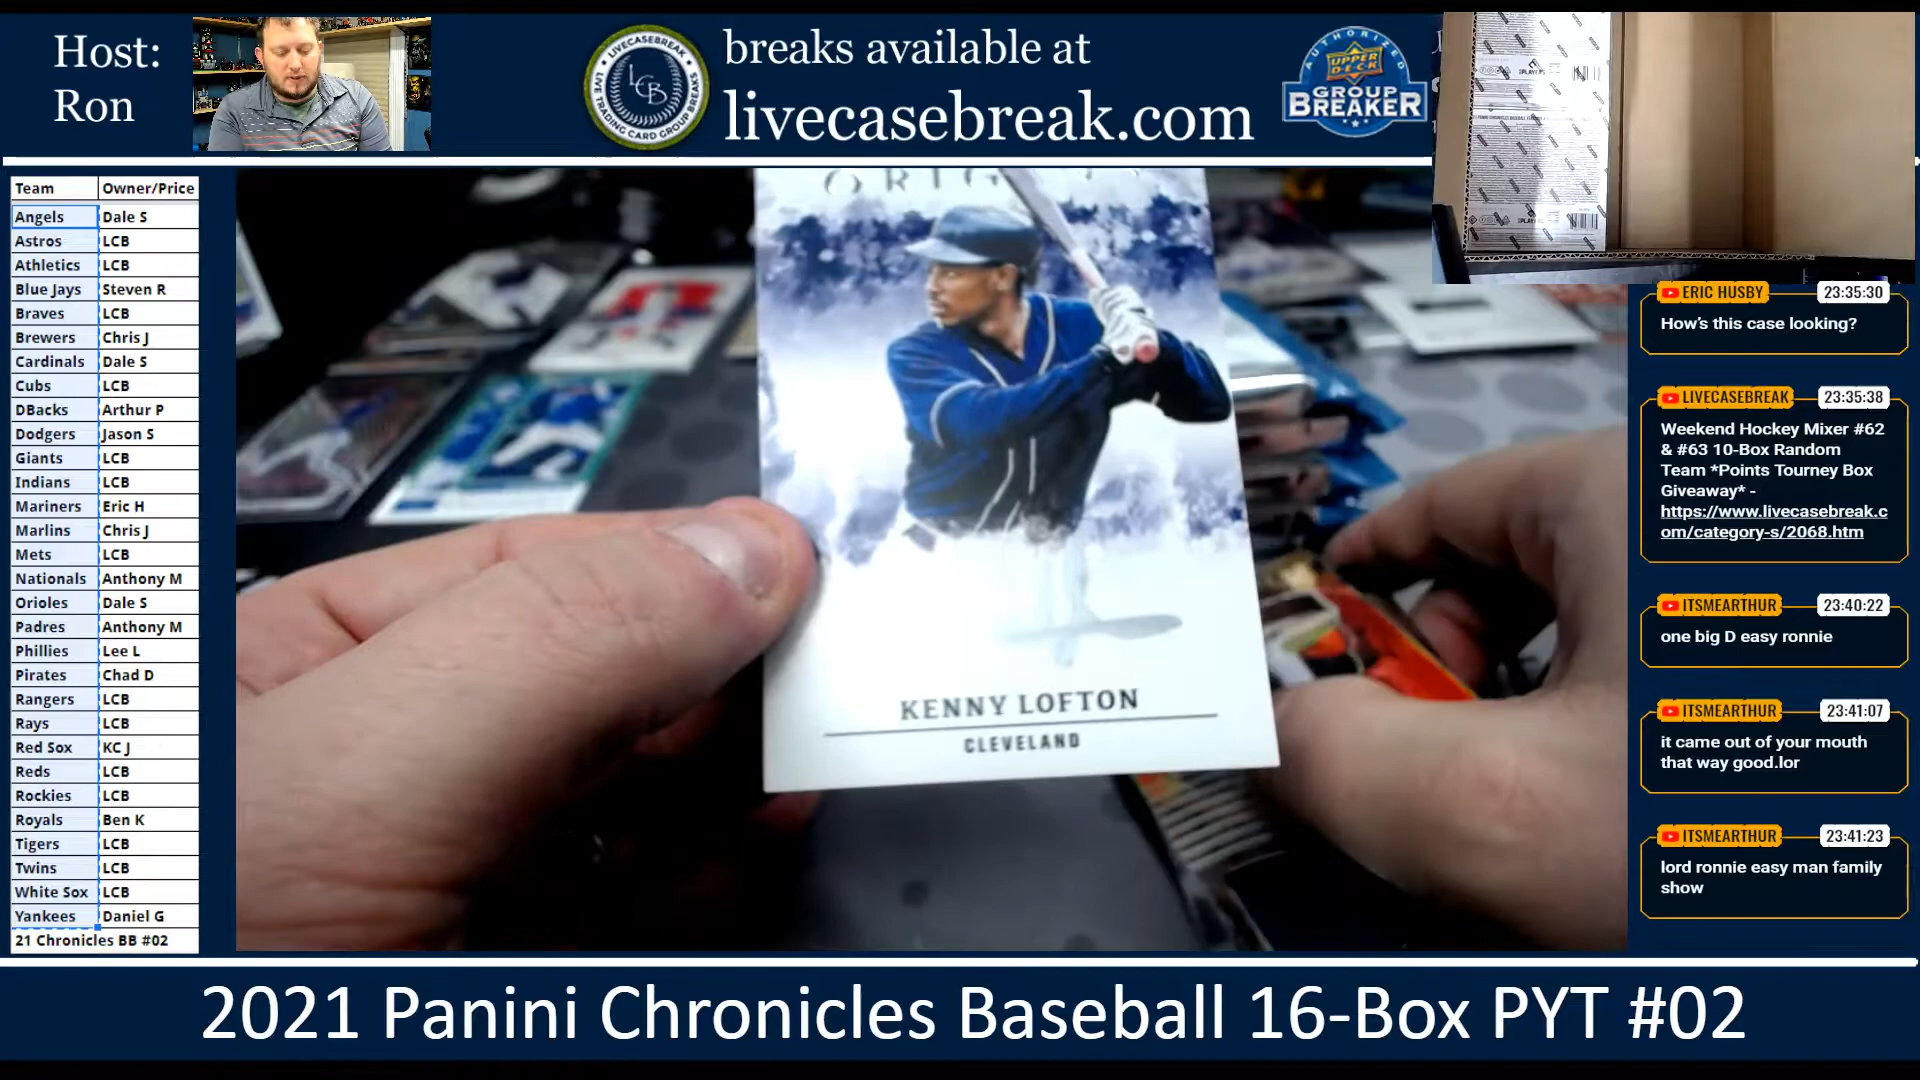 Host:
Ron
LIVECASEBREAK
LCB
LIVE TRADING CARD GROUP BREAKS
breaks available at
livecasebreak.com
AUTHORIZED
UPPER DECK
GROUP
BREAKER
Team Owner/Price
Angels Dale S
Astros LCB
Athletics LCB
Blue Jays Steven R
Braves LCB
Brewers Chris J
Cardinals Dale S
Cubs LCB
DBacks Arthur P
Dodgers Jason S
Giants LCB
Indians LCB
Mariners Eric H
Marlins Chris J
Mets LCB
Nationals Anthony M
Orioles Dale S
Padres Anthony M
Phillies Lee L
Pirates Chad D
Rangers LCB
Rays LCB
Red Sox KC J
Reds LCB
Rockies LCB
Royals Ben K
Tigers LCB
Twins LCB
White Sox LCB
Yankees Daniel G
21 Chronicles BB #02
KENNY LOFTON
CLEVELAND
ERIC HUSBY 23:35:30
How's this case looking?
LIVECASEBREAK 23:35:38
Weekend Hockey Mixer #62
& #63 10-Box Random
Team *Points Tourney Box
Giveaway* -
https://www.livecasebreak.c
om/category-s/2068.htm
ITSMEARTHUR 23:40:22
one big D easy ronnie
ITSMEARTHUR 23:41:07
it came out of your mouth
that way good.lor
ITSMEARTHUR 23:41:23
lord ronnie easy man family
show
2021 Panini Chronicles Baseball 16-Box PYT #02